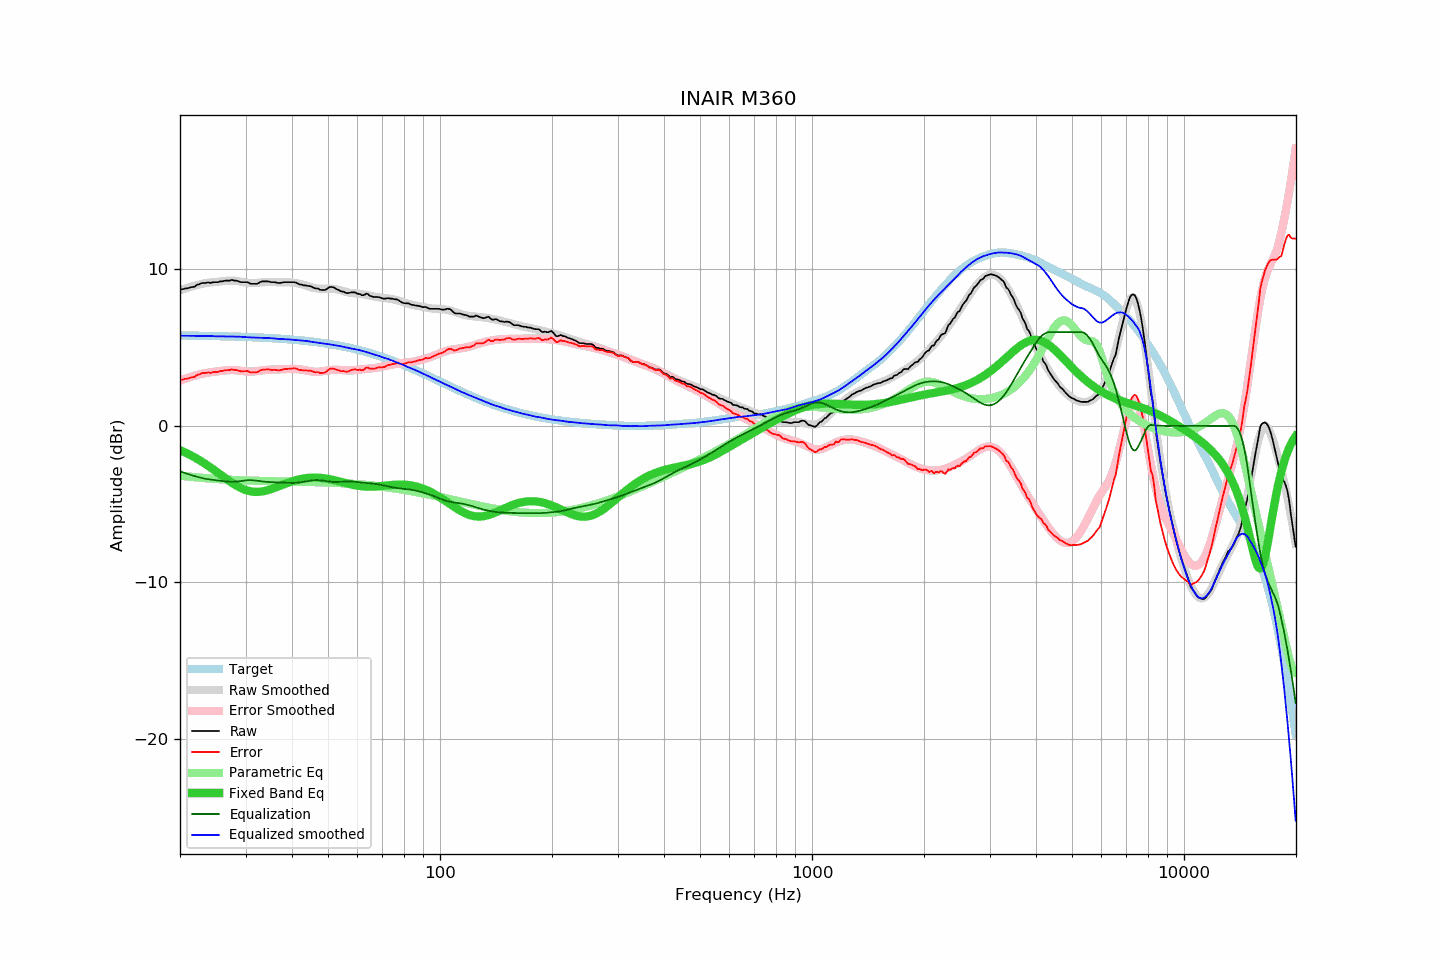 INAIR M360
Amplitude (dBr)
10
0
−10
−20
Target
Raw Smoothed
Error Smoothed
Raw
Error
Parametric Eq
Fixed Band Eq
Equalization
Equalized smoothed
100
1000
10000
Frequency (Hz)